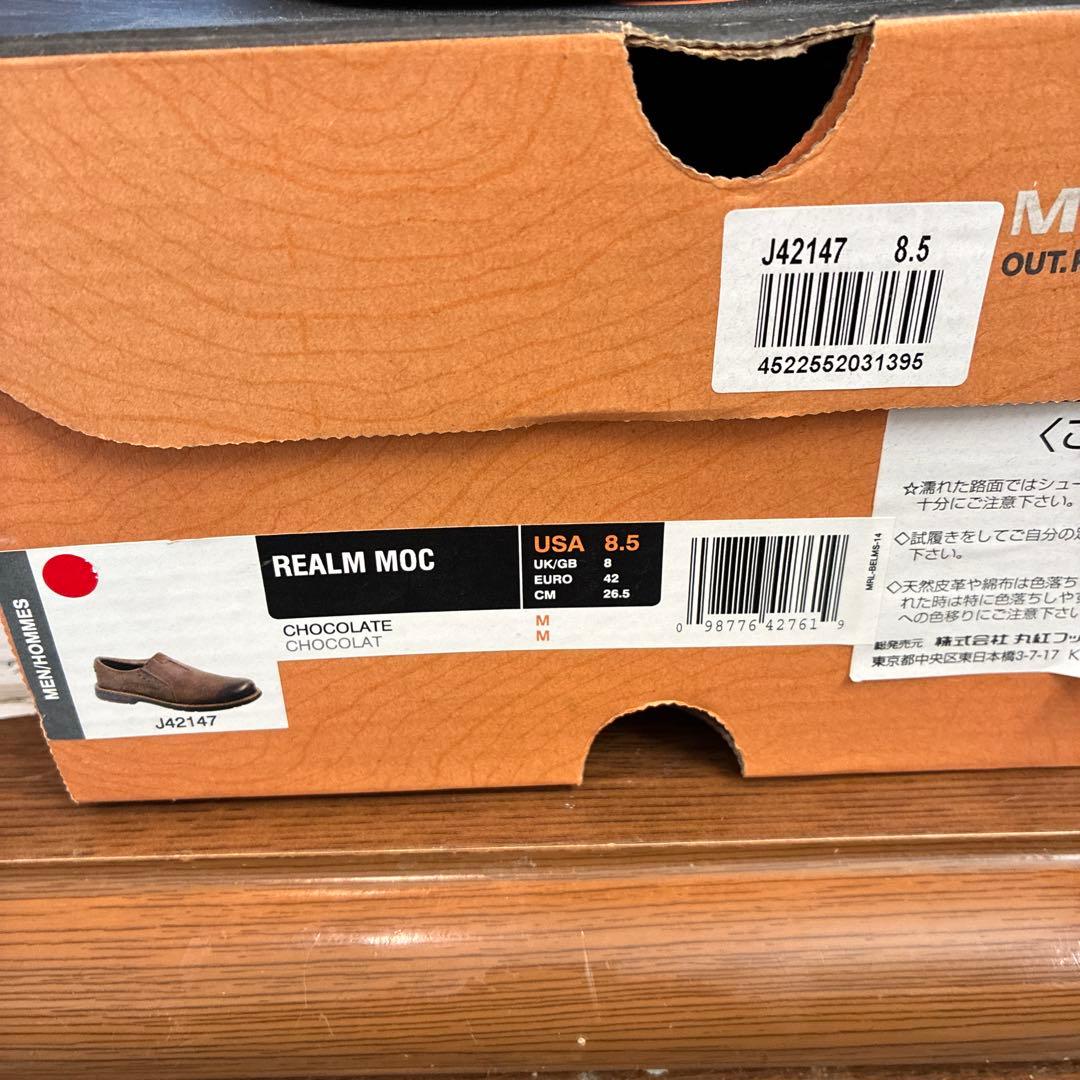 M
OUT.
J42147 8.5
4522552031395
〈こ
☆濡れた路面ではシュー
十分にご注意下さい。
◇試履きをしてご自分の足
下さい。
◇天然皮革や綿布は色落ち
れた時は特に色落ちしやす
への色移りにご注意下さい
総発売元 株式会社 丸紅フッ
東京都中央区東日本橋3-7-17 K
MEN/HOMMES
J42147
REALM MOC
CHOCOLATE
CHOCOLAT
USA 8.5
UK/GB 8
EURO 42
CM 26.5
M
M
0 98776 42761 9
MRL-BELMS-14